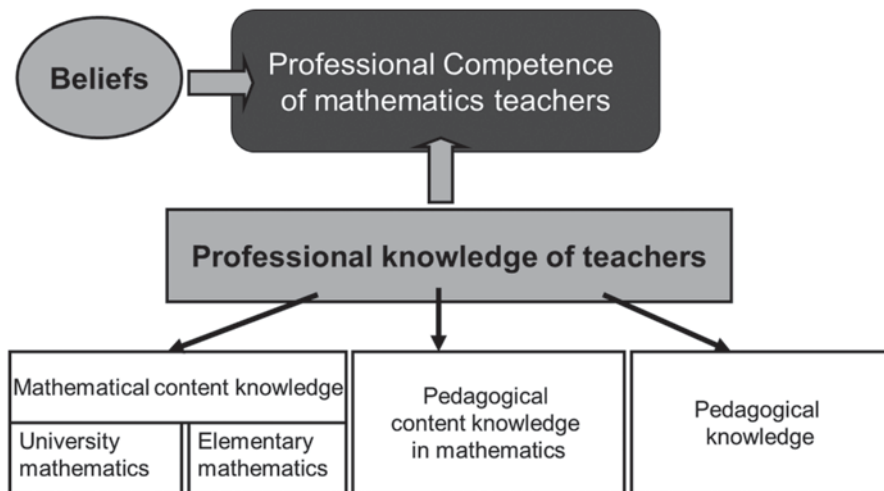 Beliefs
Professional Competence
of mathematics teachers
Professional knowledge of teachers
Mathematical content knowledge
University
mathematics
Elementary
mathematics
Pedagogical
content knowledge
in mathematics
Pedagogical
knowledge